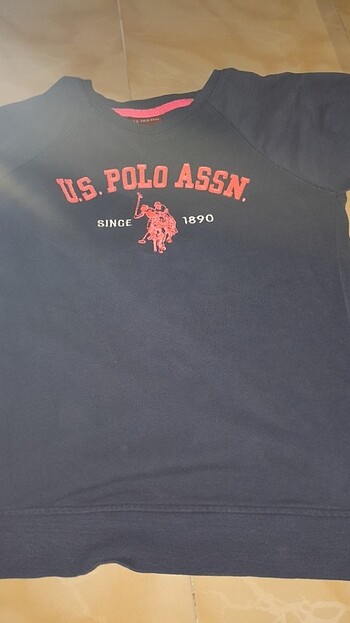 U.S. POLO ASSN.
SINCE 1890